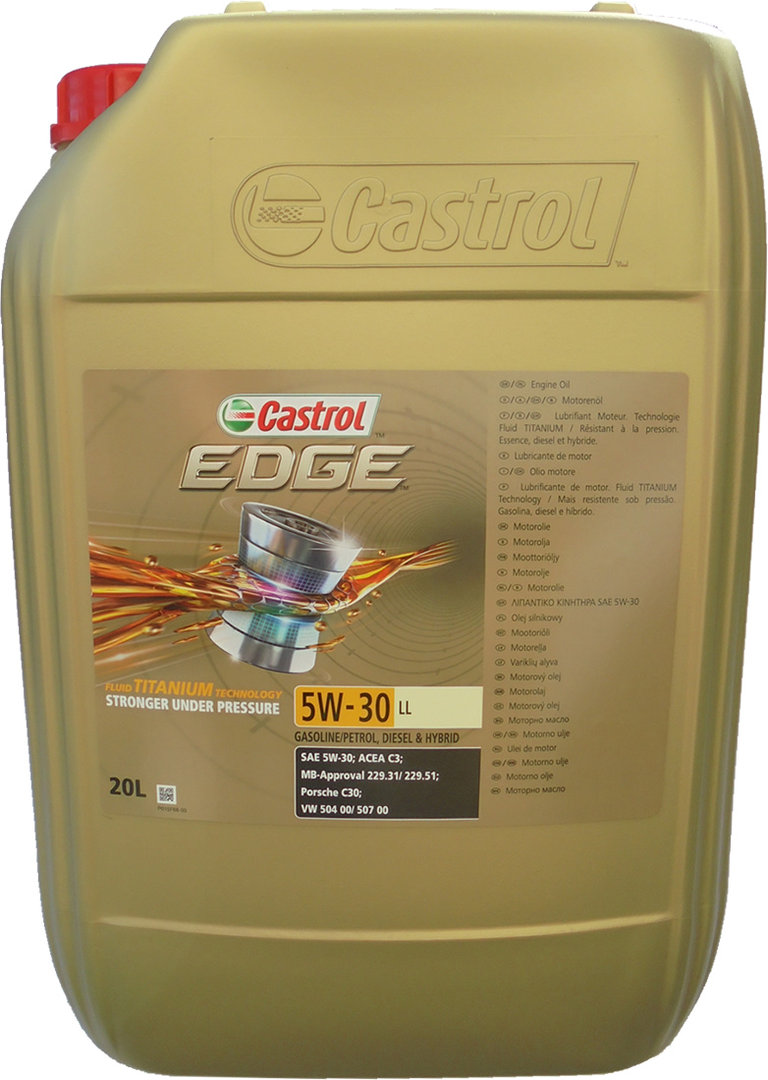 Castrol
Castrol
EDGE
FLUID TITANIUM TECHNOLOGY
STRONGER UNDER PRESSURE
5W-30 LL
GASOLINE/PETROL, DIESEL & HYBRID
SAE 5W-30; ACEA C3;
MB-Approval 229.31/ 229.51;
Porsche C30;
VW 504 00/ 507 00
20L
Engine Oil
Motorenöl
Lubrifiant Moteur. Technologie
Fluid TITANIUM / Résistant à la pression.
Essence, diesel et hybride.
Lubricante de motor
Olio motore
Lubrificante de motor. Fluid TITANIUM
Technology / Mais resistente sob pressão.
Gasolina, diesel e híbrido.
Motorolie
Motorolja
Moottoriöljy
Motorolje
Motorolie
ΛΙΠΑΝΤΙΚΟ ΚΙΝΗΤΗΡΑ SAE 5W-30
Olej silnikowy
Mootoriõli
Motoreļļa
Variklių alyva
Motorový olej
Motorolaj
Motorový olej
Моторно масло
Motorno ulje
Ulei de motor
Motorno ulje
Motorno olje
Моторно масло